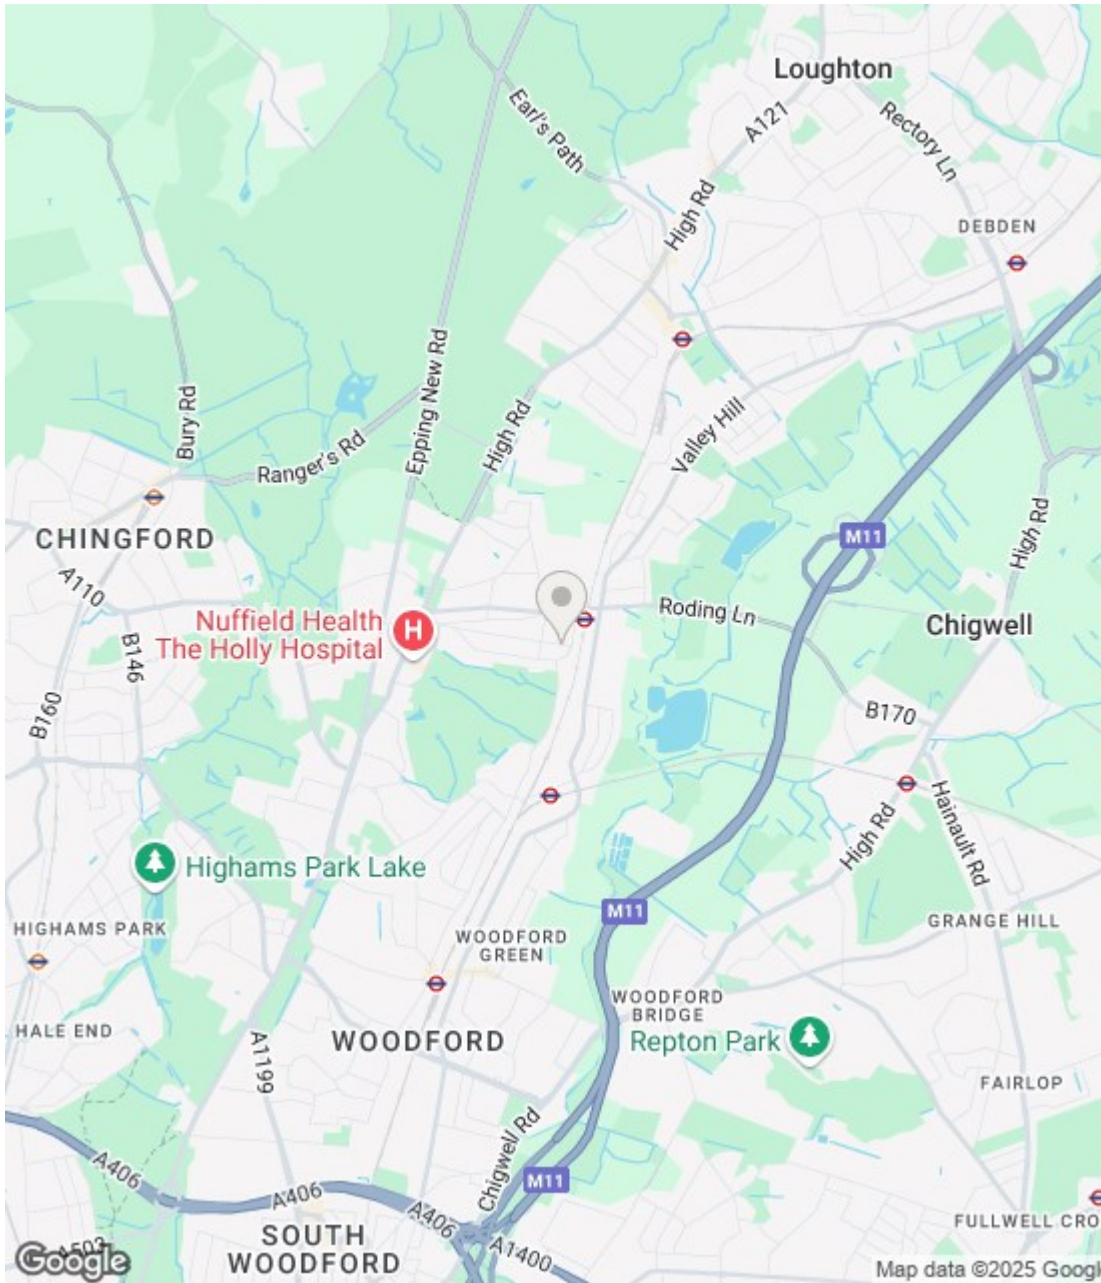 Loughton
A121
Rectory Ln
Earl's Path
High Rd
DEBDEN
Epping New Rd
High Rd
Bury Rd
Ranger's Rd
Valley Hill
High Rd
CHINGFORD
M11
A110
Nuffield Health
The Holly Hospital
H
Roding Ln
Chigwell
B146
B160
B170
High Rd
Hainault Rd
Highams Park Lake
M11
HIGHAMS PARK
WOODFORD
GREEN
GRANGE HILL
WOODFORD
BRIDGE
HALE END
WOODFORD
Repton Park
A1199
FAIRLOP
Chigwell Rd
A406
A406
M11
A406
SOUTH
WOODFORD
A1400
FULLWELL CRO
A503
Google
Map data ©2025 Googl